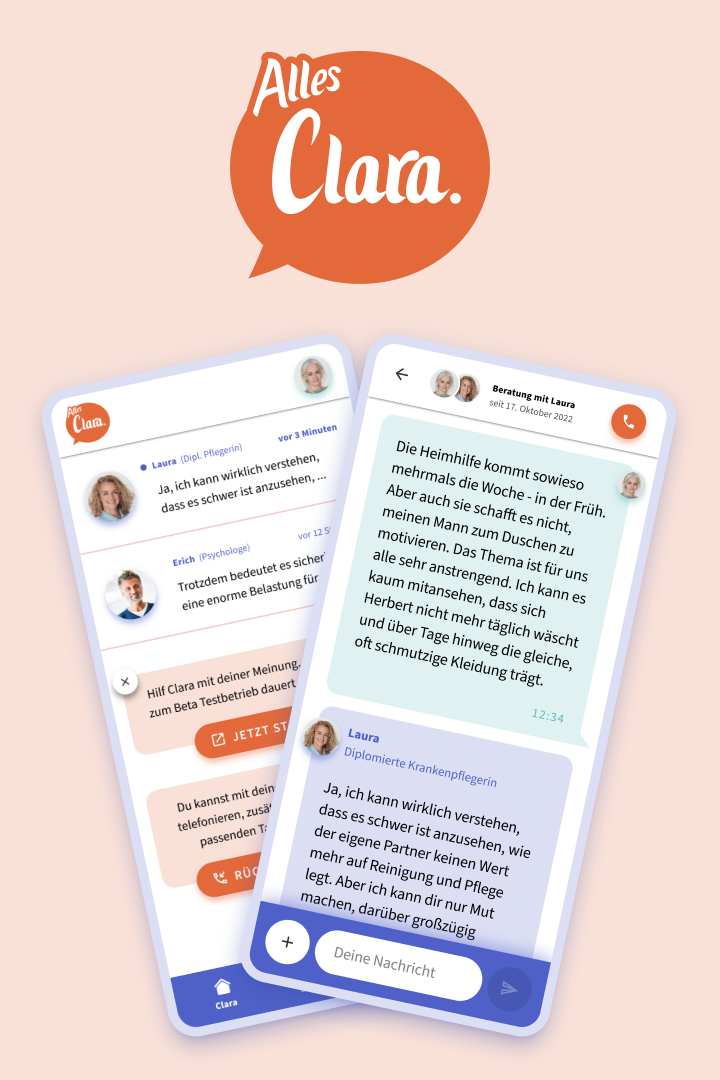 Alles
Clara.
Alles
Clara.
Laura (Dipl. Pflegerin)
vor 3 Minuten
Ja, ich kann wirklich verstehen,
dass es schwer ist anzusehen, ...
Erich (Psychologe)
vor 12
Trotzdem bedeutet es sicher
eine enorme Belastung für
Hilf Clara mit deiner Meinung,
zum Beta Testbetrieb dauert
JETZT
Du kannst mit
telefonieren,
passenden
Clara
Beratung mit Laura
seit 17. Oktober 2022
Die Heimhilfe kommt sowieso
mehrmals die Woche - in der Früh.
Aber auch sie schafft es nicht,
meinen Mann zum Duschen zu
motivieren. Das Thema ist für uns
alle sehr anstrengend. Ich kann es
kaum mitansehen, dass sich
Herbert nicht mehr täglich wäscht
und über Tage hinweg die gleiche,
oft schmutzige Kleidung trägt.
12:34
Laura
Diplomierte Krankenpflegerin
Ja, ich kann wirklich verstehen,
dass es schwer ist anzusehen, wie
der eigene Partner keinen Wert
mehr auf Reinigung und Pflege
legt. Aber ich kann dir nur Mut
machen, darüber großzügig
Deine Nachricht